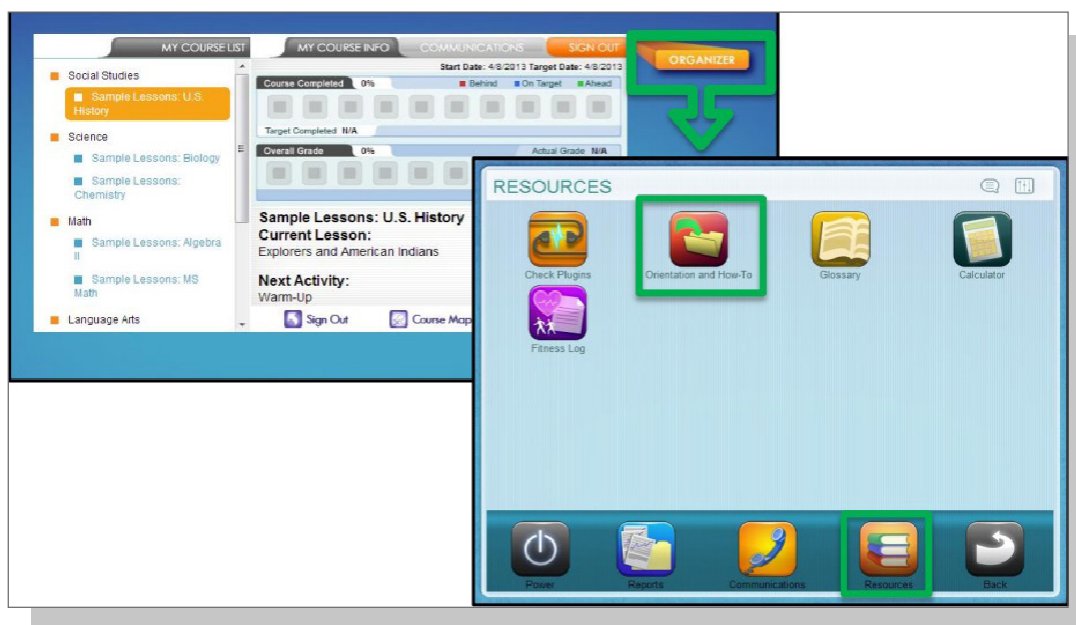 MY COURSE LIST
MY COURSE INFO
COMMUNICATIONS
SIGN OUT
ORGANIZER
Social Studies
Sample Lessons: U.S.
History
Science
Sample Lessons: Biology
Sample Lessons:
Chemistry
Math
Sample Lessons: Algebra
II
Sample Lessons: MS
Math
Language Arts
Start Date: 4/8/2013 Target Date: 4/8/2013
Course Completed 0%
Behind On Target Ahead
Target Completed N/A
Overall Grade 0%
Actual Grade N/A
Sample Lessons: U.S. History
Current Lesson:
Explorers and American Indians
Next Activity:
Warm-Up
Sign Out
Course Map
RESOURCES
Check Plugins
Orientation and How-To
Glossary
Calculator
Fitness Log
Power
Reports
Communications
Resources
Back